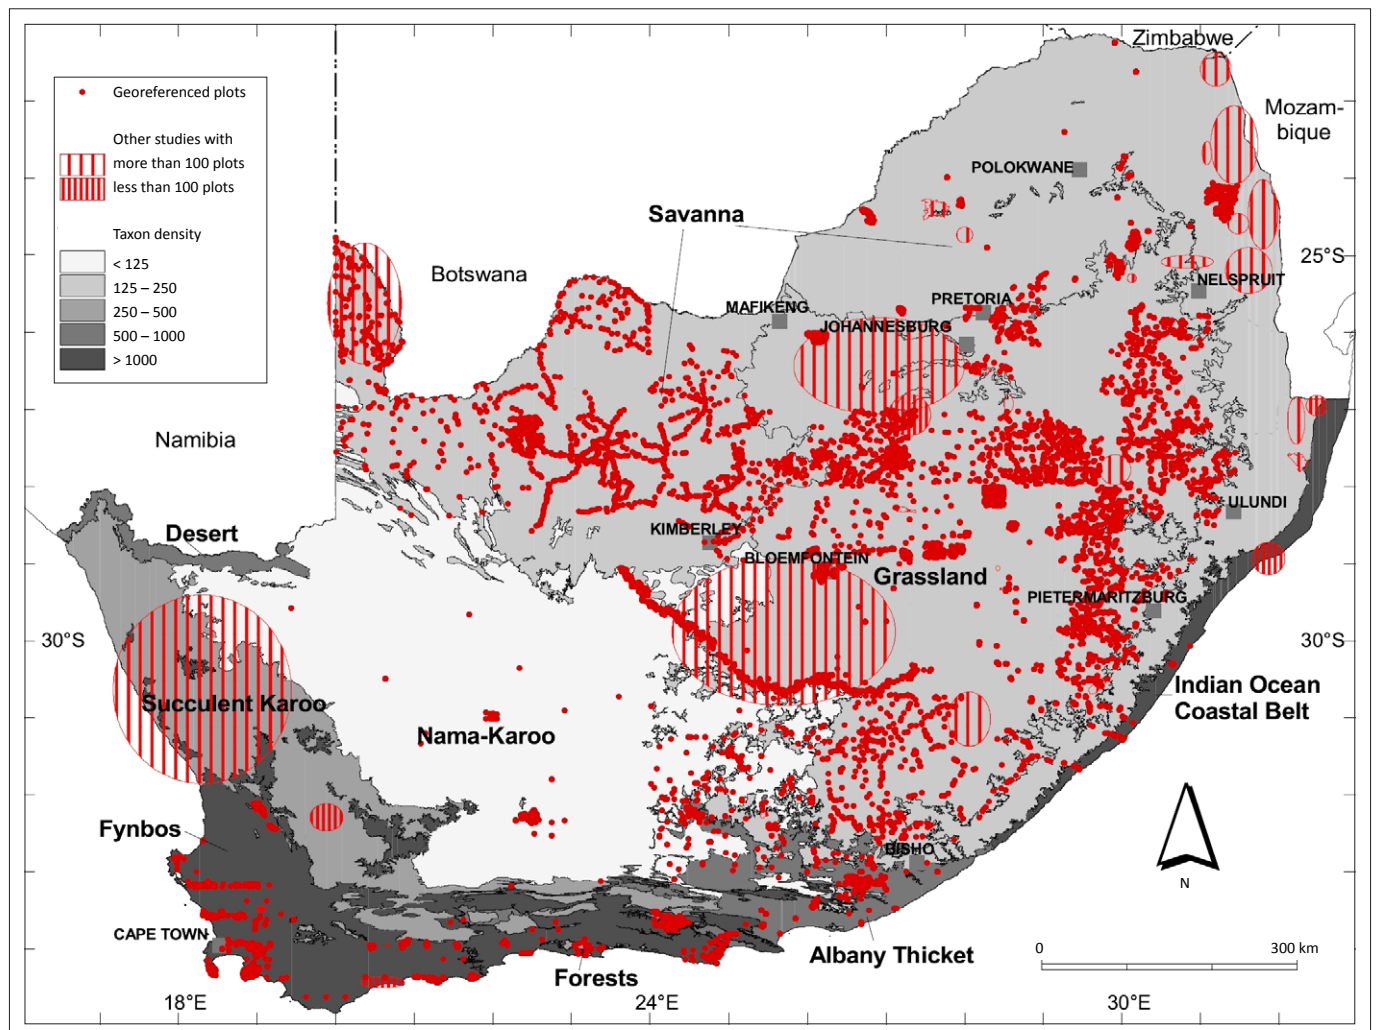 Zimbabwe
Georeferenced plots
Mozam-
bique
Other studies with
more than 100 plots
less than 100 plots
POLOKWANE
Savanna
Taxon density
< 125
125 – 250
250 – 500
500 – 1000
> 1000
25°S
Botswana
NELSPRUIT
MAFIKENG
PRETORIA
JOHANNESBURG
Namibia
ULUNDI
Desert
KIMBERLEY
BLOEMFONTEIN
Grassland
PIETERMARITZBURG
30°S
30°S
Indian Ocean
Coastal Belt
Succulent Karoo
Nama-Karoo
Fynbos
BISHO
N
CAPE TOWN
Albany Thicket
0
300 km
Forests
18°E
24°E
30°E